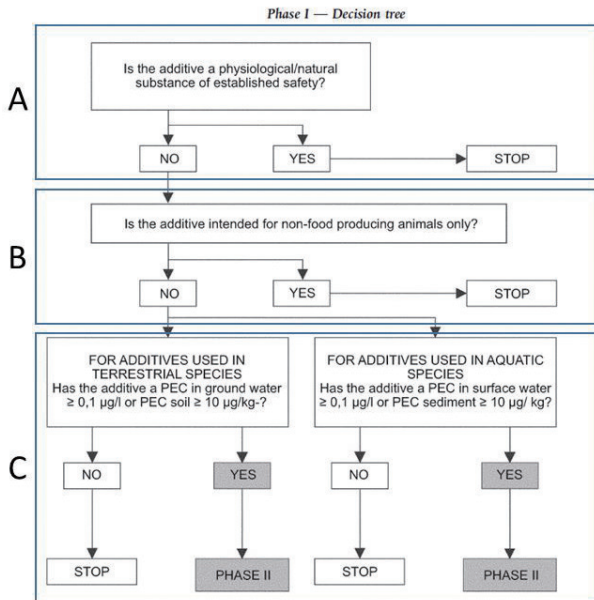 Phase I — Decision tree
A
Is the additive a physiological/natural
substance of established safety?
NO
YES
STOP
B
Is the additive intended for non-food producing animals only?
NO
YES
STOP
C
FOR ADDITIVES USED IN
TERRESTRIAL SPECIES
Has the additive a PEC in ground water
≥ 0,1 µg/l or PEC soil ≥ 10 µg/kg-?
FOR ADDITIVES USED IN AQUATIC
SPECIES
Has the additive a PEC in surface water
≥ 0,1 µg/l or PEC sediment ≥ 10 µg/ kg?
NO
YES
NO
YES
STOP
PHASE II
STOP
PHASE II